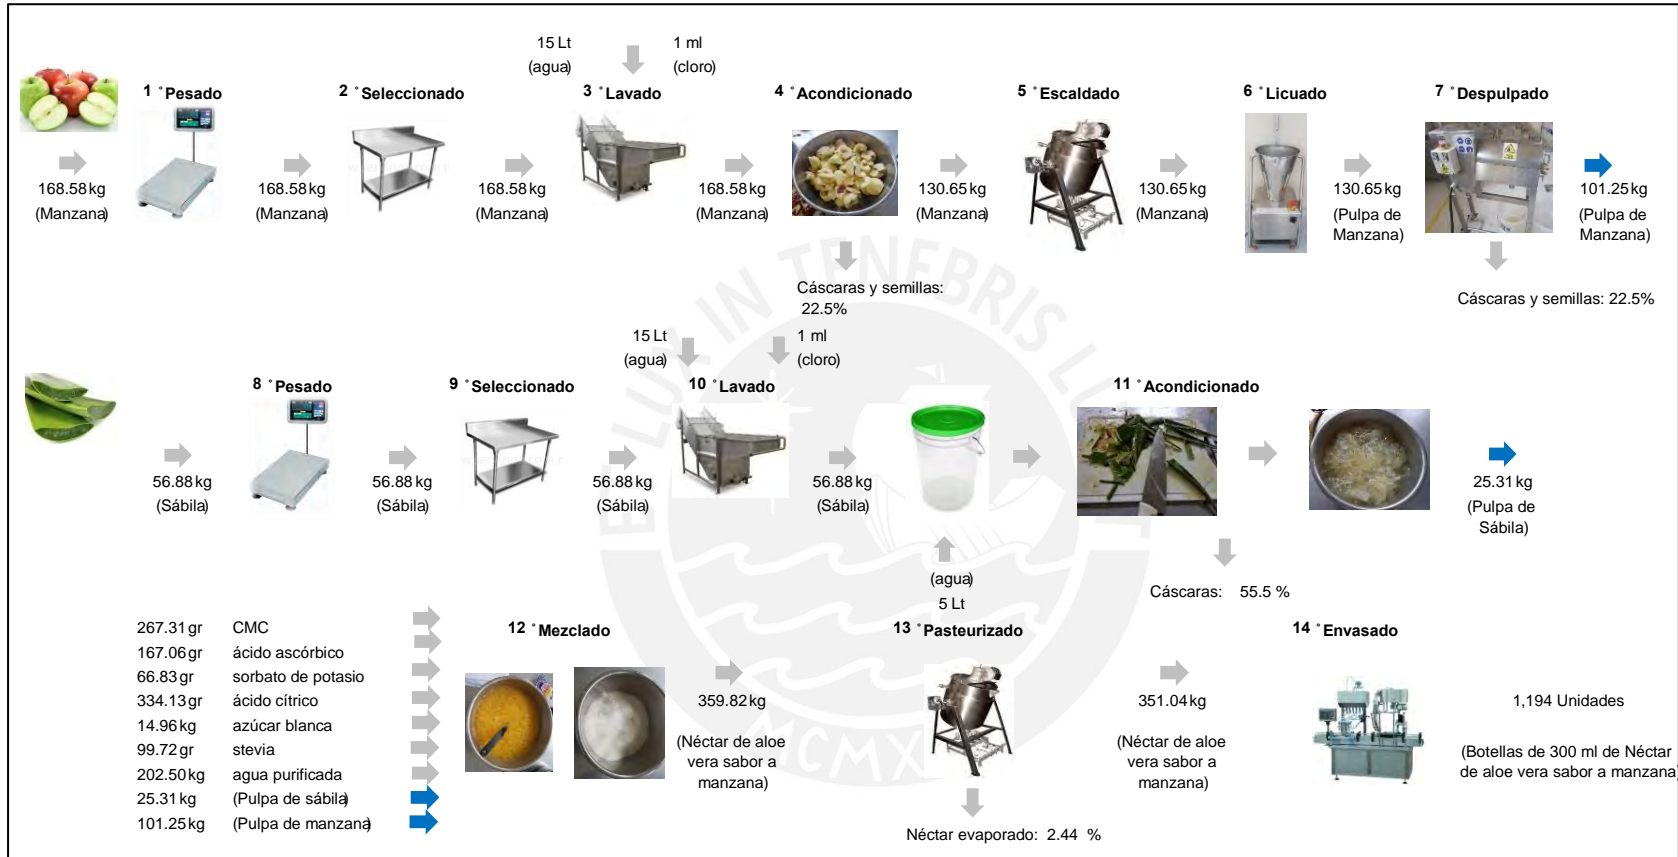 15 Lt
(agua)
1 ml
(cloro)
1 ° Pesado
2 ° Seleccionado
3 ° Lavado
4 ° Acondicionado
5 ° Escaldado
6 ° Licuado
7 ° Despulpado
168.58 kg
(Manzana)
168.58 kg
(Manzana)
168.58 kg
(Manzana)
168.58 kg
(Manzana)
130.65 kg
(Manzana)
130.65 kg
(Manzana)
130.65 kg
(Pulpa de
Manzana)
101.25 kg
(Pulpa de
Manzana)
Cáscaras y semillas:
22.5%
Cáscaras y semillas: 22.5%
15 Lt
(agua)
1 ml
(cloro)
8 ° Pesado
9 ° Seleccionado
10 ° Lavado
11 ° Acondicionado
56.88 kg
(Sábila)
56.88 kg
(Sábila)
56.88 kg
(Sábila)
56.88 kg
(Sábila)
25.31 kg
(Pulpa de
Sábila)
(agua)
5 Lt
Cáscaras: 55.5 %
267.31 gr CMC
167.06 gr ácido ascórbico
66.83 gr sorbato de potasio
334.13 gr ácido cítrico
14.96 kg azúcar blanca
99.72 gr stevia
202.50 kg agua purificada
25.31 kg (Pulpa de sábila)
101.25 kg (Pulpa de manzana)
12 ° Mezclado
13 ° Pasteurizado
14 ° Envasado
359.82 kg
(Néctar de aloe
vera sabor a
manzana)
351.04 kg
(Néctar de aloe
vera sabor a
manzana)
1,194 Unidades
(Botellas de 300 ml de Néctar
de aloe vera sabor a manzana)
Néctar evaporado: 2.44 %